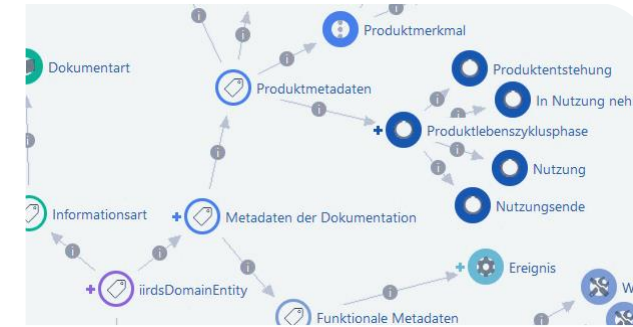 Produktmerkmal
Dokumentart
Produktentstehung
Produktmetadaten
In Nutzung neh
Produktlebenszyklusphase
Nutzung
Nutzungsende
Informationsart
Metadaten der Dokumentation
Ereignis
iirdsDomainEntity
W
Funktionale Metadaten